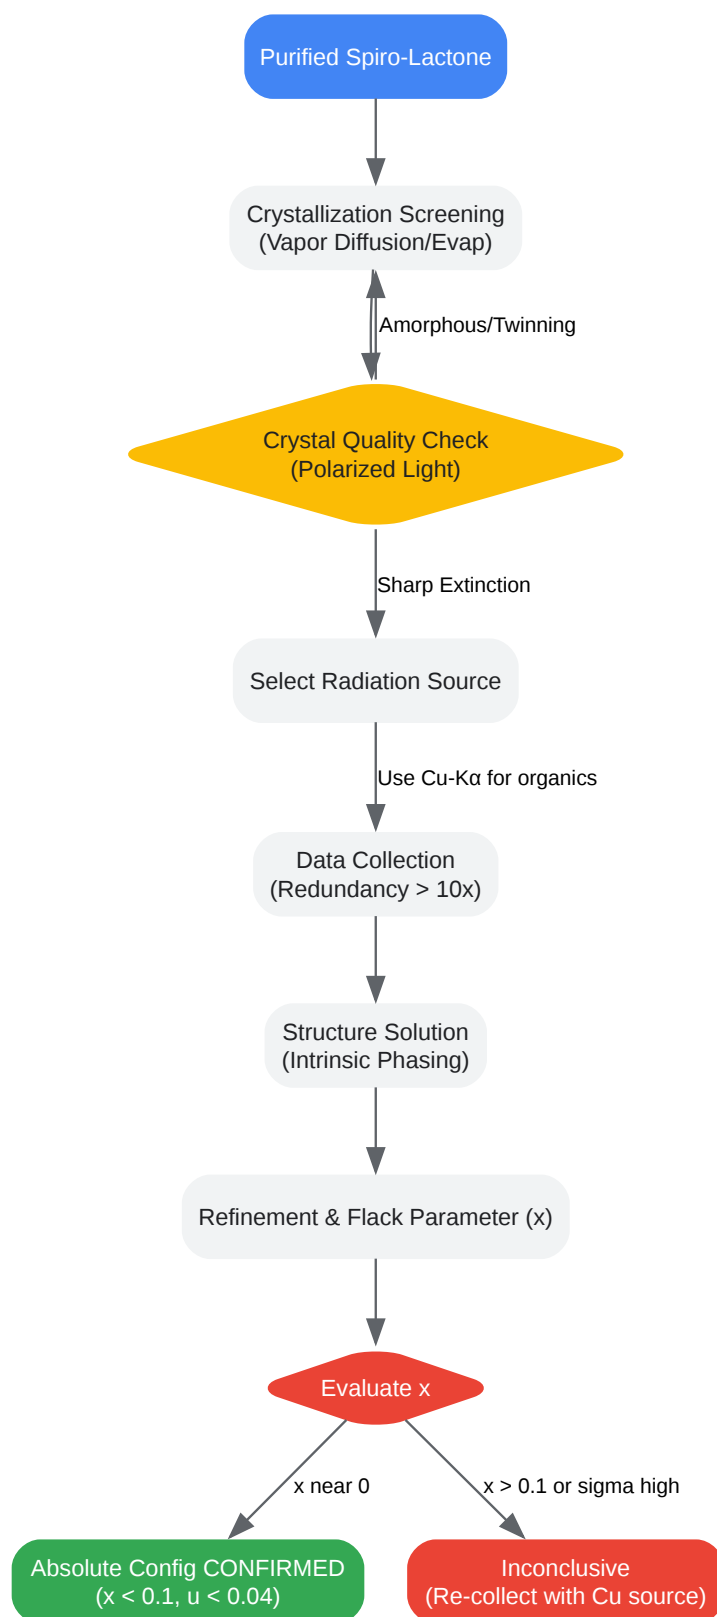 Purified Spiro-Lactone
Crystallization Screening
(Vapor Diffusion/Evap)
Amorphous/Twinning
Crystal Quality Check
(Polarized Light)
Sharp Extinction
Select Radiation Source
Use Cu-Kα for organics
Data Collection
(Redundancy > 10x)
Structure Solution
(Intrinsic Phasing)
Refinement & Flack Parameter (x)
Evaluate x
x near 0
x > 0.1 or sigma high
Absolute Config CONFIRMED
(x < 0.1, u < 0.04)
Inconclusive
(Re-collect with Cu source)